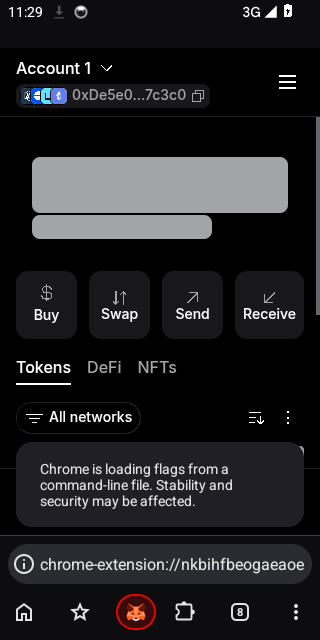 11:29
3G
Account 1
0xDe5e0...7c3c0
Buy
Swap
Send
Receive
Tokens
DeFi
NFTs
All networks
Chrome is loading flags from a
command-line file. Stability and
security may be affected.
chrome-extension://nkbihfbeogaeaoe
8